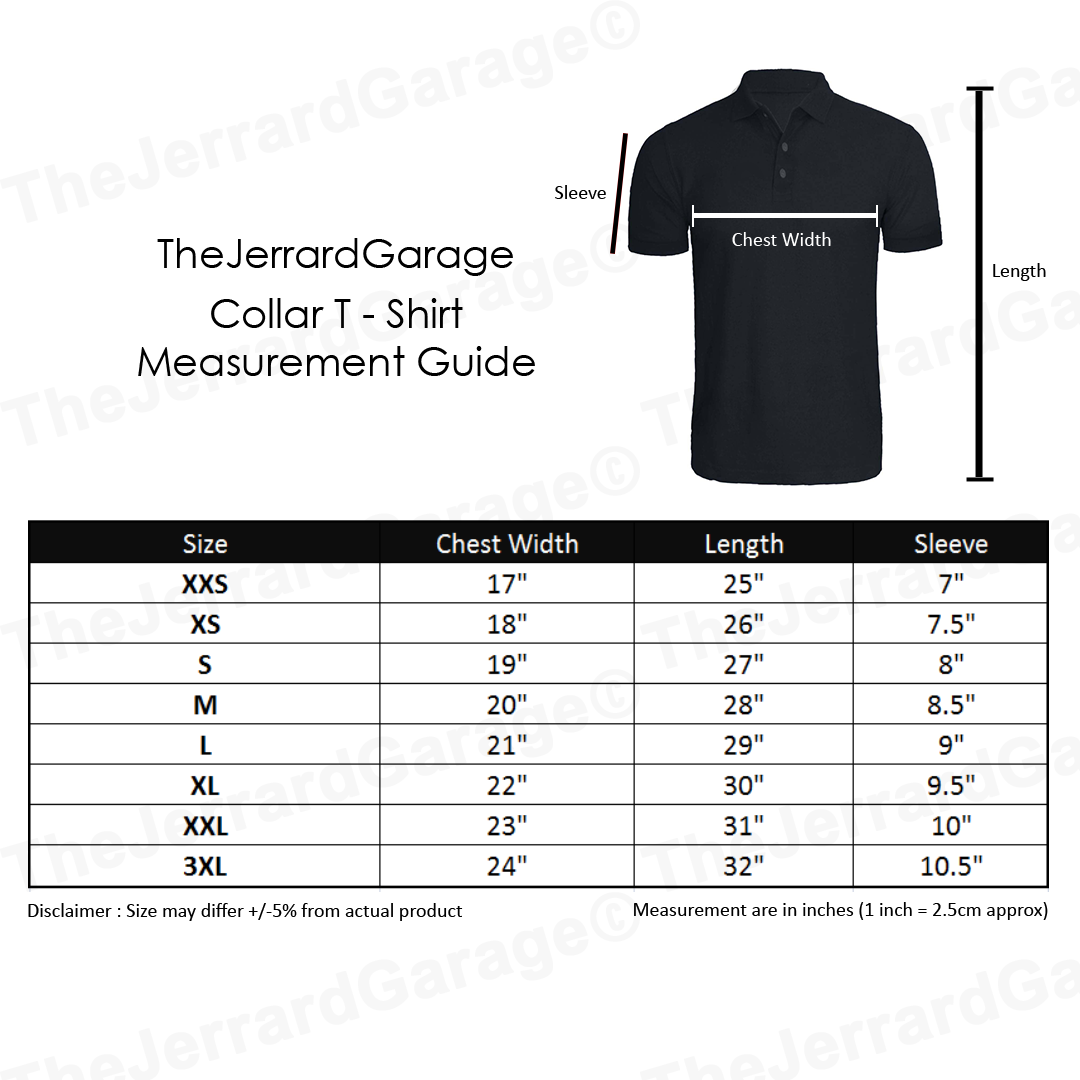 TheJerrardGarage©
TheJerrardGarage
Collar T - Shirt
Measurement Guide
Sleeve
Chest Width
Length
Size Chest Width Length Sleeve
XXS 17" 25" 7"
XS 18" 26" 7.5"
S 19" 27" 8"
M 20" 28" 8.5"
L 21" 29" 9"
XL 22" 30" 9.5"
XXL 23" 31" 10"
3XL 24" 32" 10.5"
Disclaimer : Size may differ +/-5% from actual product
Measurement are in inches (1 inch = 2.5cm approx)